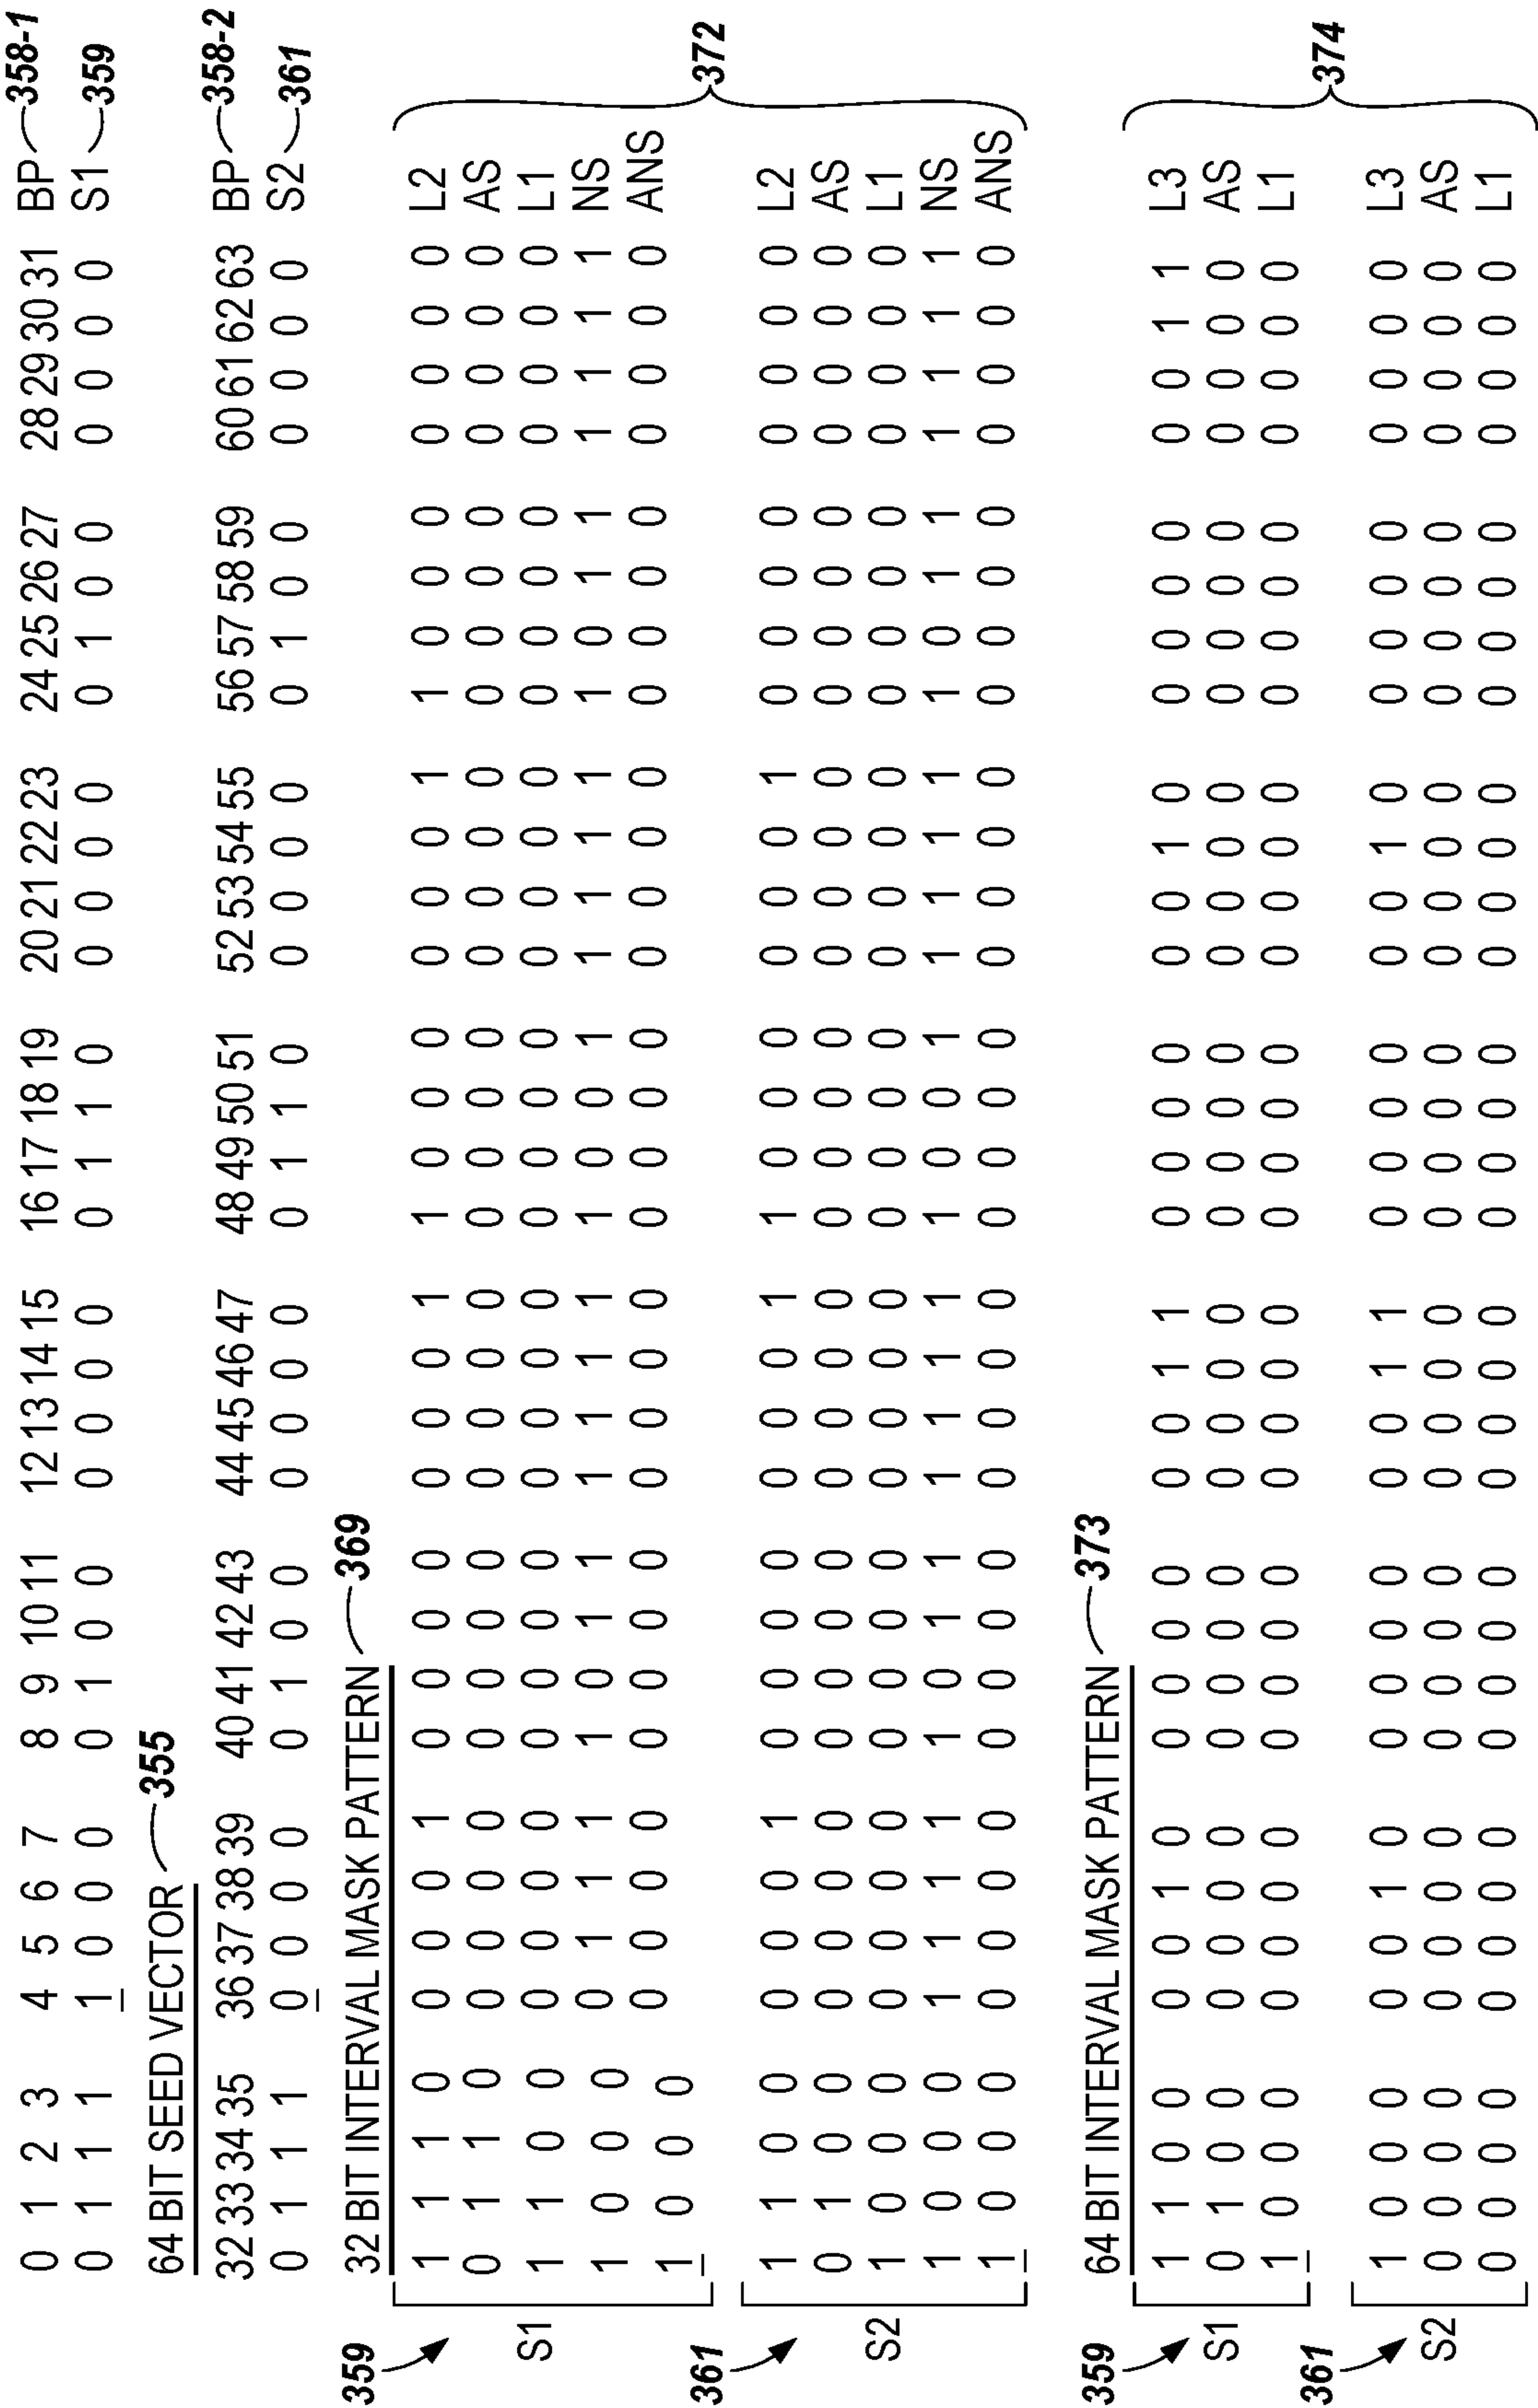 0 1 2 3 4 5 6 7 8 9 10 11 12 13 14 15 16 17 18 19 20 21 22 23 24 25 26 27 28 29 30 31 BP 358-1
0 1 1 1 1 0 0 0 0 1 0 0 0 0 0 0 0 1 1 0 0 0 0 0 0 1 0 0 0 0 0 0 S1 359
64 BIT SEED VECTOR 355
32 33 34 35 36 37 38 39 40 41 42 43 44 45 46 47 48 49 50 51 52 53 54 55 56 57 58 59 60 61 62 63 BP 358-2
0 1 1 1 0 0 0 0 0 1 0 0 0 0 0 0 0 1 1 0 0 0 0 0 0 1 0 0 0 0 0 0 S2 361
32 BIT INTERVAL MASK PATTERN 369
1 1 1 0 0 0 0 1 0 0 0 0 0 0 0 1 1 0 0 0 0 0 0 1 1 0 0 0 0 0 0 0 L2
0 1 1 0 0 0 0 0 0 0 0 0 0 0 0 0 0 0 0 0 0 0 0 0 0 0 0 0 0 0 0 0 AS
359 S1 1 1 0 0 0 0 0 0 0 0 0 0 0 0 0 0 0 0 0 0 0 0 0 0 0 0 0 0 0 0 0 0 L1
1 0 0 0 0 1 1 1 1 0 1 1 1 1 1 1 1 0 0 1 1 1 1 1 1 0 1 1 1 1 1 1 NS
1 0 0 0 0 0 0 0 0 0 0 0 0 0 0 0 0 0 0 0 0 0 0 0 0 0 0 0 0 0 0 0 ANS
372
1 1 0 0 0 0 0 1 0 0 0 0 0 0 0 1 1 0 0 0 0 0 0 1 0 0 0 0 0 0 0 0 L2
0 1 0 0 0 0 0 0 0 0 0 0 0 0 0 0 0 0 0 0 0 0 0 0 0 0 0 0 0 0 0 0 AS
361 S2 1 0 0 0 0 0 0 0 0 0 0 0 0 0 0 0 0 0 0 0 0 0 0 0 0 0 0 0 0 0 0 0 L1
1 0 0 0 1 1 1 1 1 0 1 1 1 1 1 1 1 0 0 1 1 1 1 1 1 0 1 1 1 1 1 1 NS
1 0 0 0 0 0 0 0 0 0 0 0 0 0 0 0 0 0 0 0 0 0 0 0 0 0 0 0 0 0 0 0 ANS
64 BIT INTERVAL MASK PATTERN 373
1 1 0 0 0 0 1 0 0 0 0 0 0 0 1 1 0 0 0 0 0 0 1 0 0 0 0 0 0 0 1 1 L3
359 S1 0 1 0 0 0 0 0 0 0 0 0 0 0 0 0 0 0 0 0 0 0 0 0 0 0 0 0 0 0 0 0 0 AS
1 0 0 0 0 0 0 0 0 0 0 0 0 0 0 0 0 0 0 0 0 0 0 0 0 0 0 0 0 0 0 0 L1
374
1 0 0 0 0 0 1 0 0 0 0 0 0 0 1 1 0 0 0 0 0 0 1 0 0 0 0 0 0 0 0 0 L3
361 S2 0 0 0 0 0 0 0 0 0 0 0 0 0 0 0 0 0 0 0 0 0 0 0 0 0 0 0 0 0 0 0 0 AS
0 0 0 0 0 0 0 0 0 0 0 0 0 0 0 0 0 0 0 0 0 0 0 0 0 0 0 0 0 0 0 0 L1